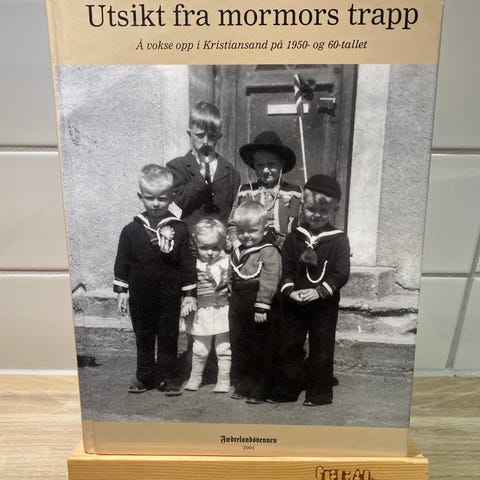 Utsikt fra mormors trapp
Å vokse opp i Kristiansand på 1950- og 60-tallet
Fædrelandsvennen
2004